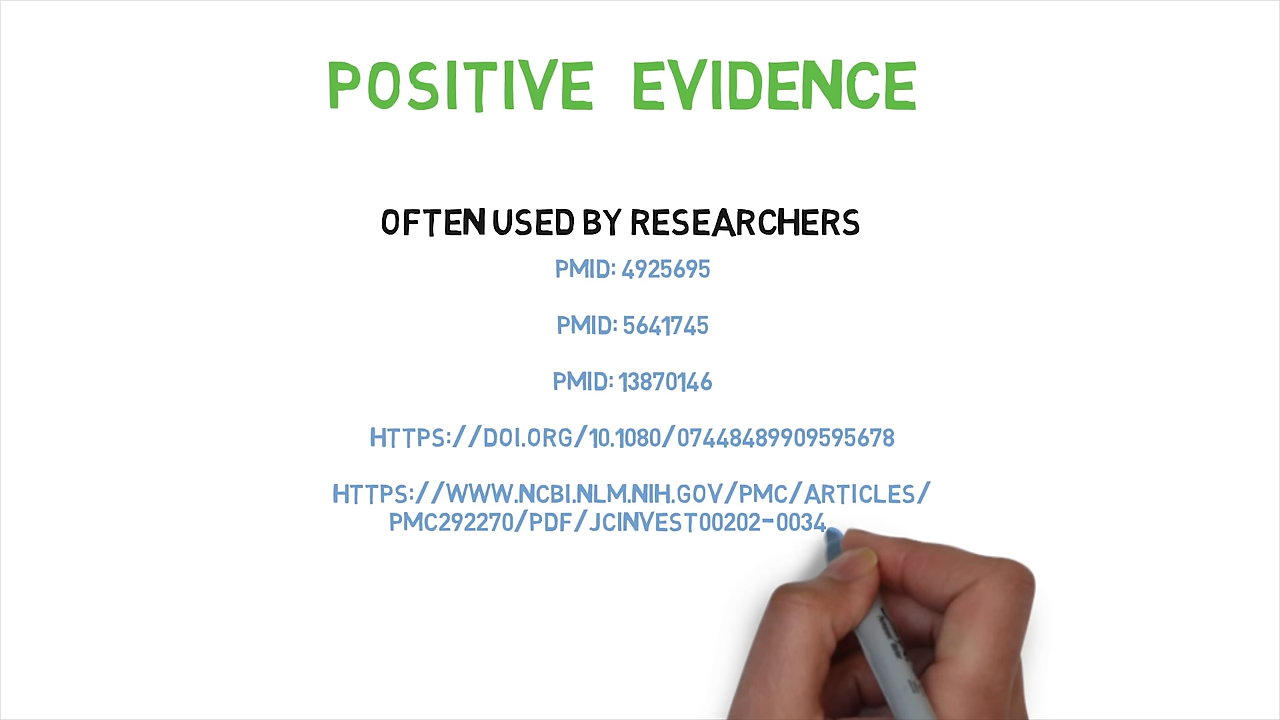 POSITIVE EVIDENCE
OFTEN USED BY RESEARCHERS
PMID: 4925695
PMID: 5641745
PMID: 13870146
HTTPS://DOI.ORG/10.1080/07448489909595678
HTTPS://WWW.NCBI.NLM.NIH.GOV/PMC/ARTICLES/
PMC292270/PDF/JCINVEST00202-0034.